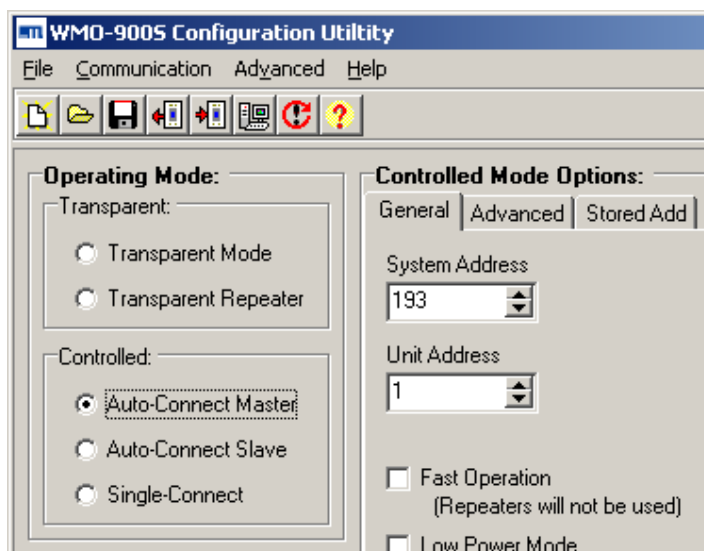 WMO-900S Configuration Utiltity
File Communication Advanced Help
Operating Mode:
Transparent:
Transparent Mode
Transparent Repeater
Controlled:
Auto-Connect Master
Auto-Connect Slave
Single-Connect
Controlled Mode Options:
General Advanced Stored Add
System Address
193
Unit Address
1
Fast Operation
(Repeaters will not be used)
Low Power Mode